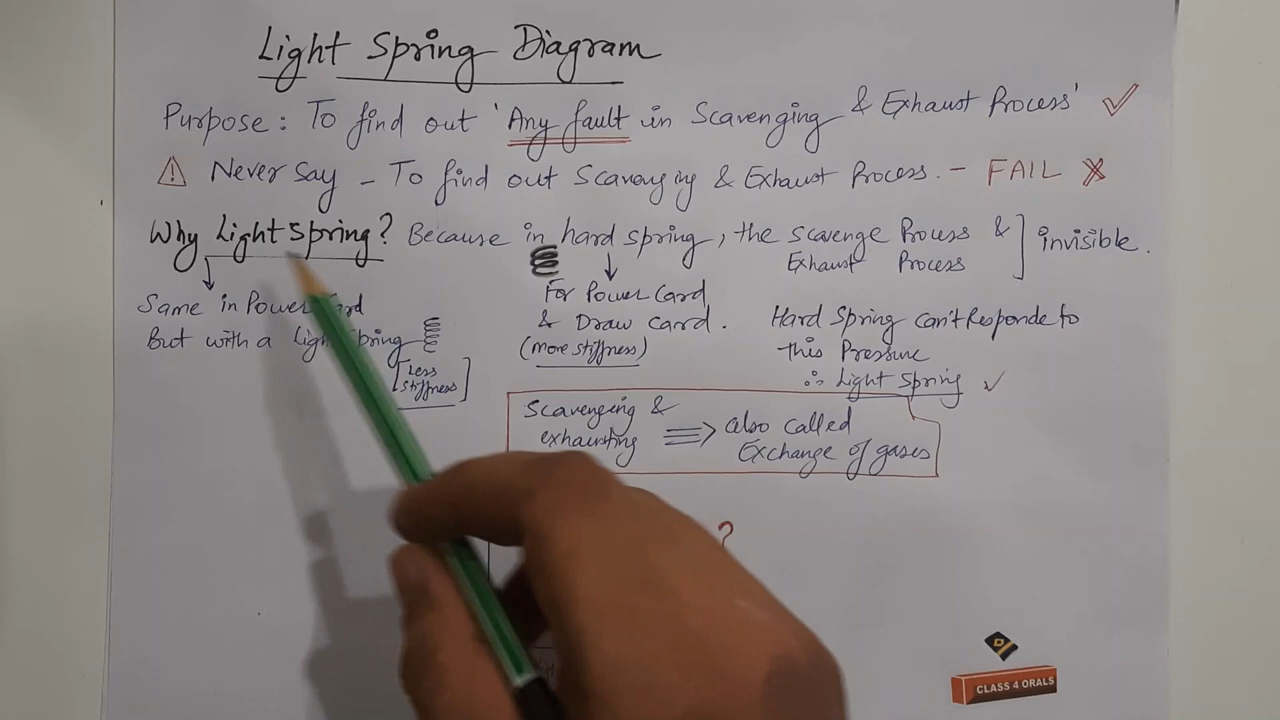 Light Spring Diagram
Purpose: To find out 'Any fault in Scavenging & Exhaust Process'
Never Say - To find out Scavenging & Exhaust Process. - FAIL X
Why Light Spring? Because in hard spring, the Scavenge Process & Exhaust Process invisible.
Same in Power Card
But with a Light Spring
[Less Stiffness]
For Power Card
& Draw card.
(More Stiffness)
Hard Spring can't Responde to
this Pressure
∴ Light Spring ✓
Scavenging & exhausting
also called
Exchange of gases
?
CLASS 4 ORALS